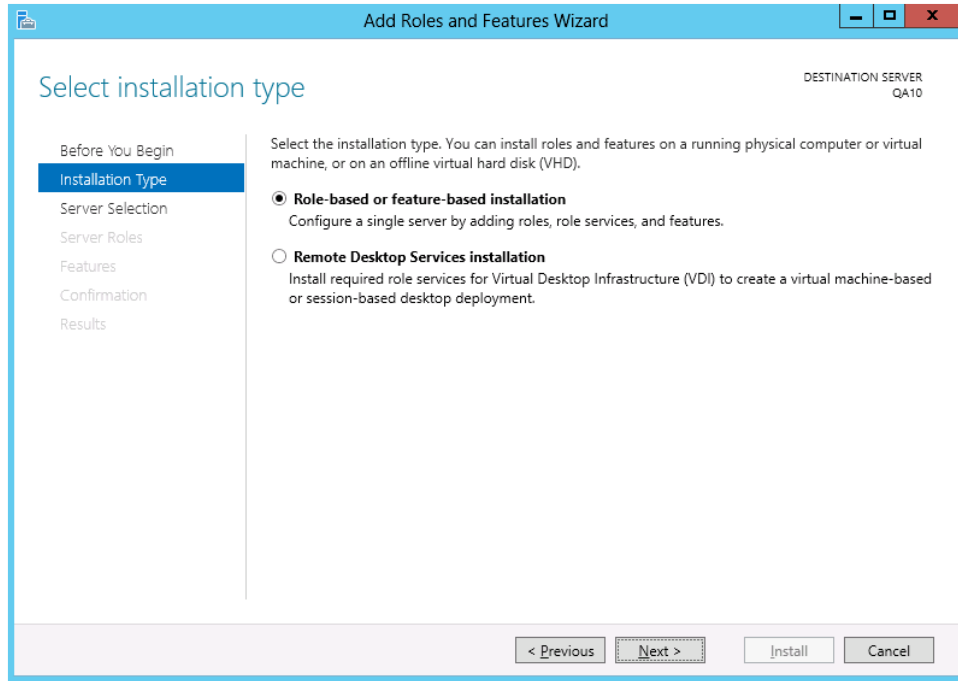 Add Roles and Features Wizard
Select installation type
DESTINATION SERVER
QA10
Before You Begin
Installation Type
Server Selection
Server Roles
Features
Confirmation
Results
Select the installation type. You can install roles and features on a running physical computer or virtual
machine, or on an offline virtual hard disk (VHD).
Role-based or feature-based installation
Configure a single server by adding roles, role services, and features.
Remote Desktop Services installation
Install required role services for Virtual Desktop Infrastructure (VDI) to create a virtual machine-based
or session-based desktop deployment.
< Previous
Next >
Install
Cancel